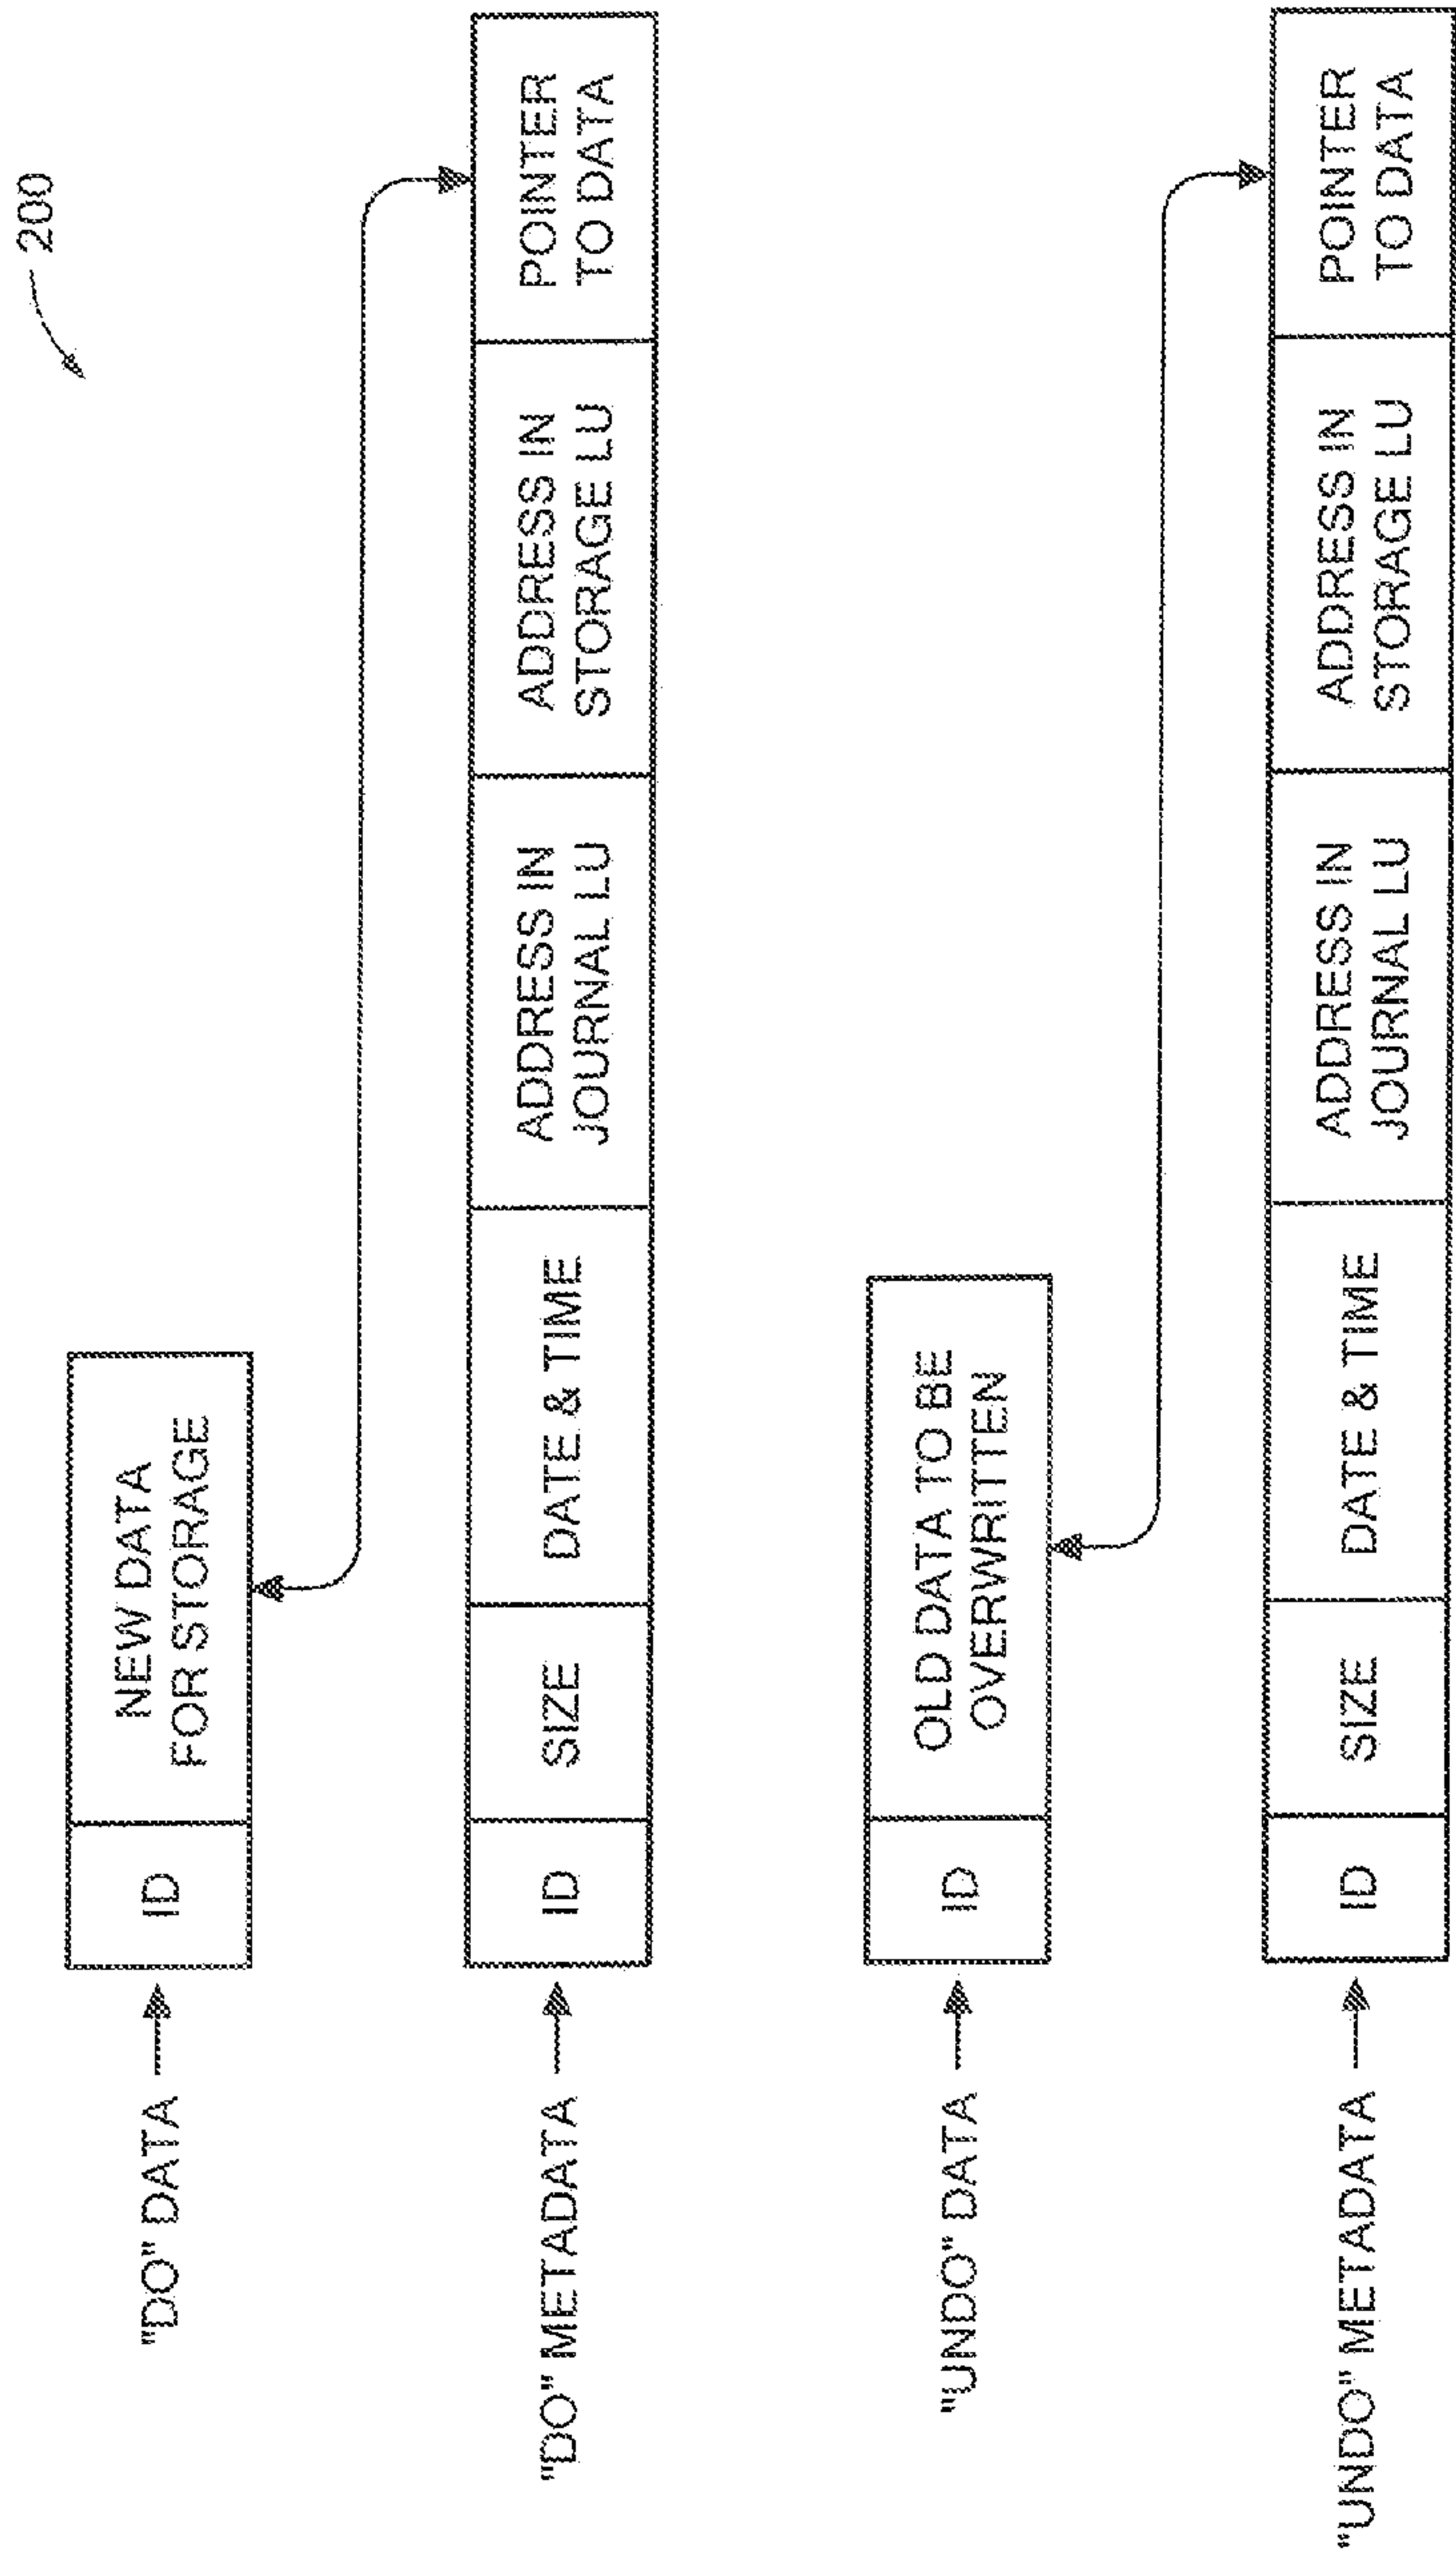 200
"DO" DATA
ID
NEW DATA
FOR STORAGE
"DO" METADATA
ID
SIZE
DATE & TIME
ADDRESS IN
JOURNAL LU
ADDRESS IN
STORAGE LU
POINTER
TO DATA
"UNDO" DATA
ID
OLD DATA TO BE
OVERWRITTEN
"UNDO" METADATA
ID
SIZE
DATE & TIME
ADDRESS IN
JOURNAL LU
ADDRESS IN
STORAGE LU
POINTER
TO DATA